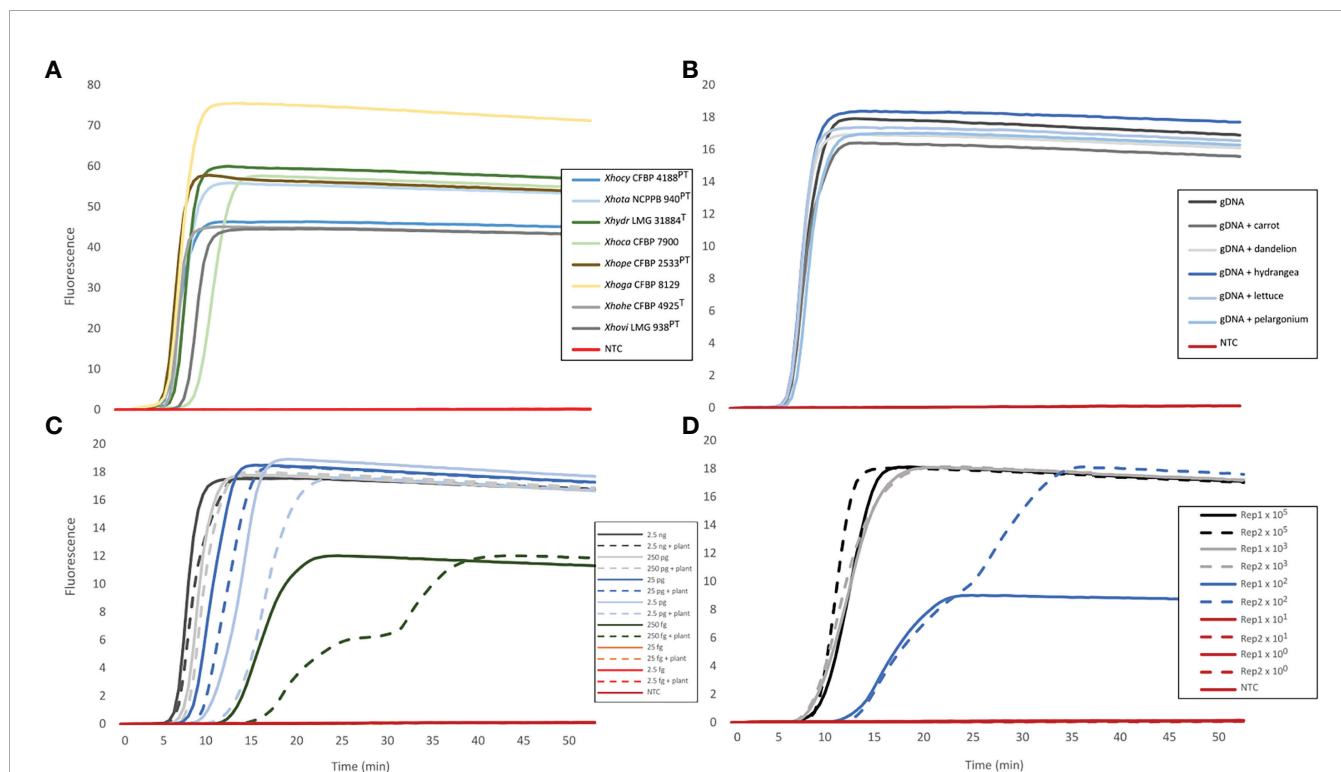 A
80
70
60
50
40
30
20
10
0
Fluorescence
Xhocy CFBP 4188PT
Xhota NCPPB 940PT
Xhydr LMG 31884T
Xhoca CFBP 7900
Xhope CFBP 2533PT
Xhoga CFBP 8129
Xhohe CFBP 4925T
Xhovi LMG 938PT
NTC
B
20
18
16
14
12
10
8
6
4
2
0
Fluorescence
gDNA
gDNA + carrot
gDNA + dandelion
gDNA + hydrangea
gDNA + lettuce
gDNA + pelargonium
NTC
C
20
18
16
14
12
10
8
6
4
2
0
Fluorescence
0 5 10 15 20 25 30 35 40 45 50
Time (min)
2.5 ng
2.5 ng + plant
250 pg
250 pg + plant
25 pg
25 pg + plant
2.5 pg
2.5 pg + plant
250 fg
250 fg + plant
25 fg
25 fg + plant
2.5 fg
2.5 fg + plant
NTC
D
20
18
16
14
12
10
8
6
4
2
0
Fluorescence
0 5 10 15 20 25 30 35 40 45 50
Time (min)
Rep1 x 10⁵
Rep2 x 10⁵
Rep1 x 10³
Rep2 x 10³
Rep1 x 10²
Rep2 x 10²
Rep1 x 10¹
Rep2 x 10¹
Rep1 x 10⁰
Rep2 x 10⁰
NTC